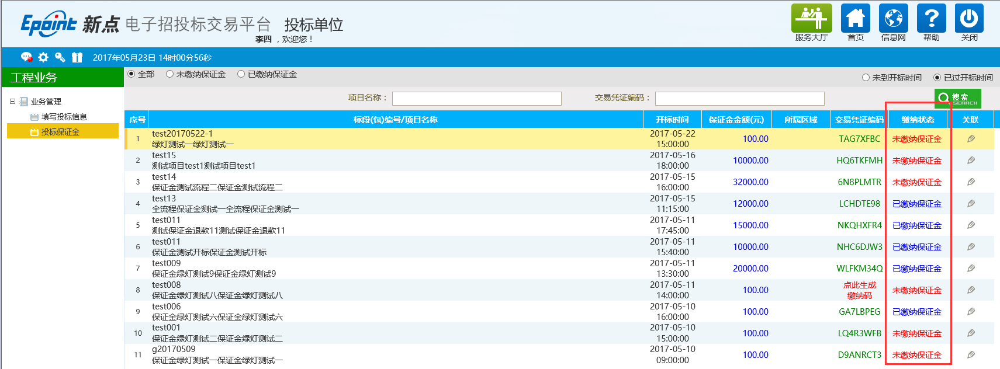 Epoint 新点 电子招投标交易平台 投标单位
李四 ，欢迎您！
服务大厅 首页 信息网 帮助 关闭
2017年05月23日 14时00分56秒
工程业务
业务管理
填写投标信息
投标保证金
全部 未缴纳保证金 已缴纳保证金
未到开标时间 已过开标时间
项目名称： 交易凭证编码： 搜索 SEARCH
序号 标段(包)编号/项目名称 开标时间 保证金金额(元) 所属区域 交易凭证编码 缴纳状态 关联
1 test20170522-1 2017-05-22 100.00 TAG7XFBC 未缴纳保证金
绿灯测试一绿灯测试一 15:00:00
2 test15 2017-05-16 10000.00 HQ6TKFMH 未缴纳保证金
测试项目test1测试项目test1 18:00:00
3 test14 2017-05-15 32000.00 6N8PLMTR 未缴纳保证金
保证金测试流程二保证金测试流程二 16:00:00
4 test13 2017-05-15 12000.00 LCHDTE98 已缴纳保证金
全流程保证金测试一全流程保证金测试一 11:15:00
5 test011 2017-05-11 15000.00 NKQHXFR4 已缴纳保证金
测试保证金退款11测试保证金退款11 17:45:00
6 test011 2017-05-11 10000.00 NHC6DJW3 已缴纳保证金
保证金测试开标保证金测试开标 15:40:00
7 test009 2017-05-11 20000.00 WLFKM34Q 已缴纳保证金
保证金绿灯测试9保证金绿灯测试9 13:30:00
8 test008 2017-05-11 100.00 点此生成 未缴纳保证金
保证金绿灯测试八保证金绿灯测试八 14:00:00 缴纳码
9 test006 2017-05-10 100.00 GA7LBPEG 已缴纳保证金
保证金绿灯测试六保证金绿灯测试六 16:00:00
10 test001 2017-05-10 100.00 LQ4R3WFB 未缴纳保证金
保证金绿灯测试二保证金绿灯测试二 15:00:00
11 g20170509 2017-05-10 100.00 D9ANRCT3 未缴纳保证金
保证金绿灯测试一保证金绿灯测试一 09:00:00